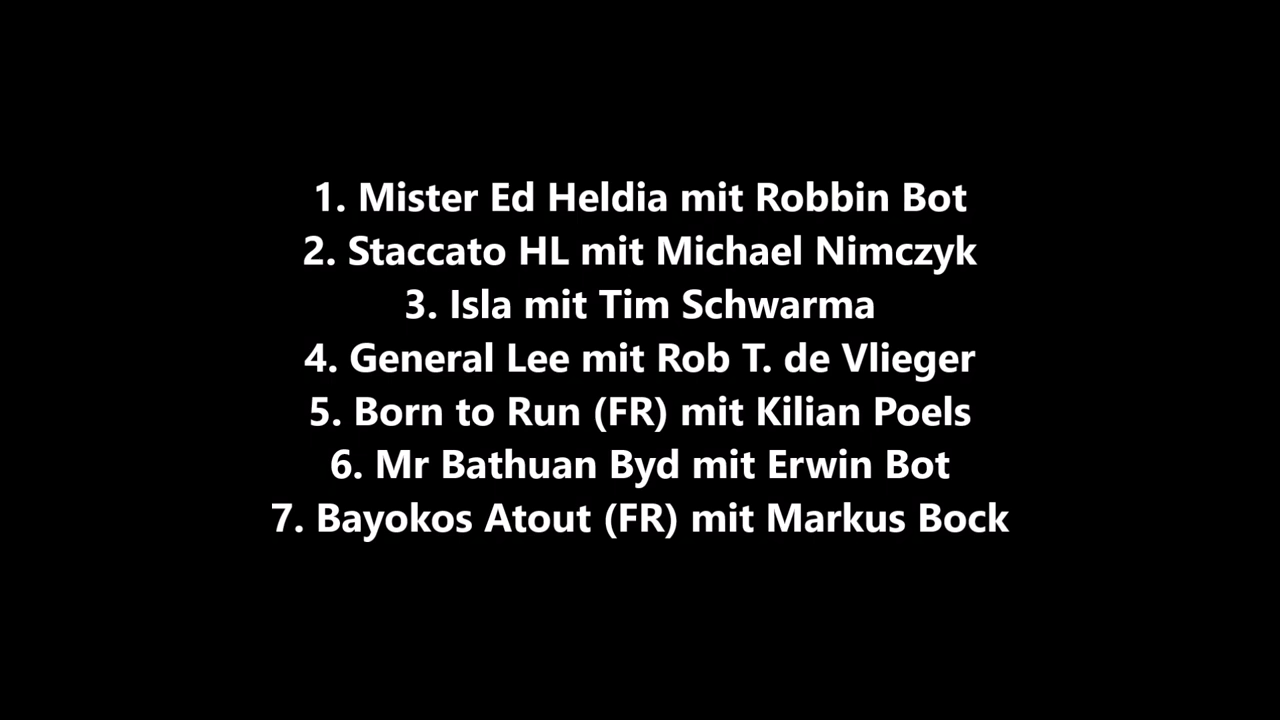 1. Mister Ed Heldia mit Robbin Bot
2. Staccato HL mit Michael Nimczyk
3. Isla mit Tim Schwarma
4. General Lee mit Rob T. de Vlieger
5. Born to Run (FR) mit Kilian Poels
6. Mr Bathuan Byd mit Erwin Bot
7. Bayokos Atout (FR) mit Markus Bock